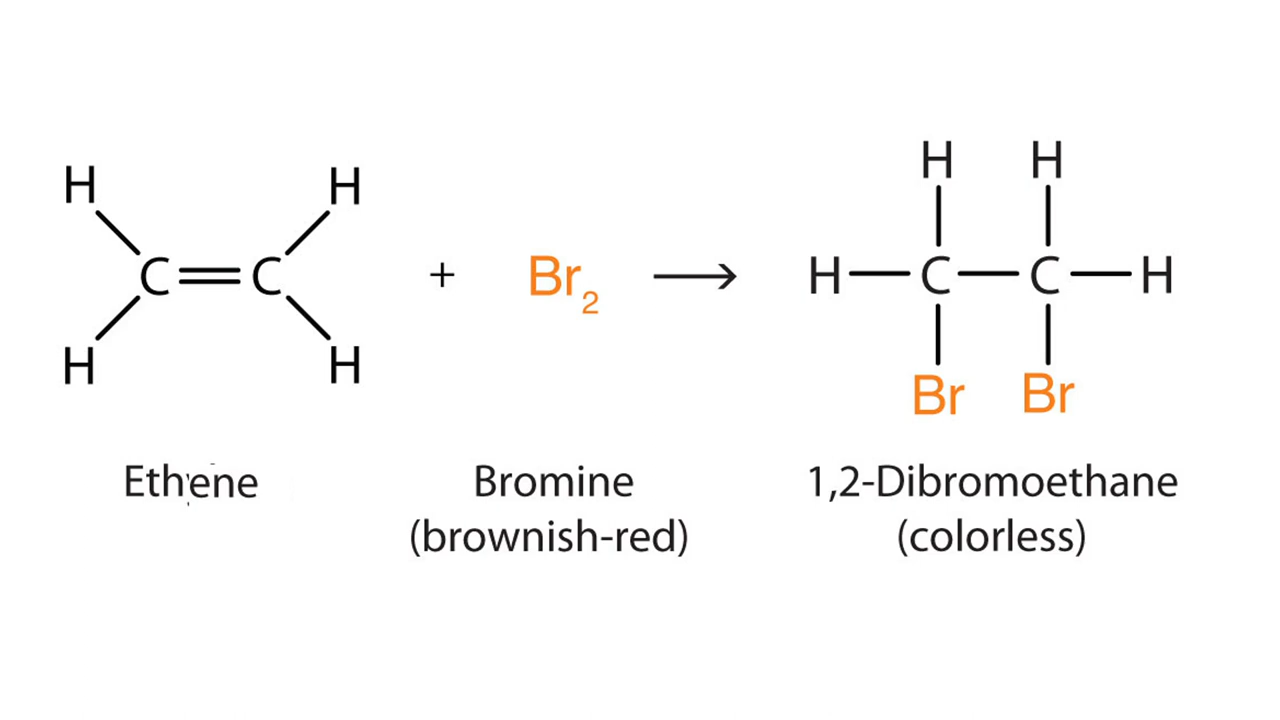 H H H H
C C + Br2 → H C C H
H H Br Br
Ethene Bromine 1,2-Dibromoethane
(brownish-red) (colorless)